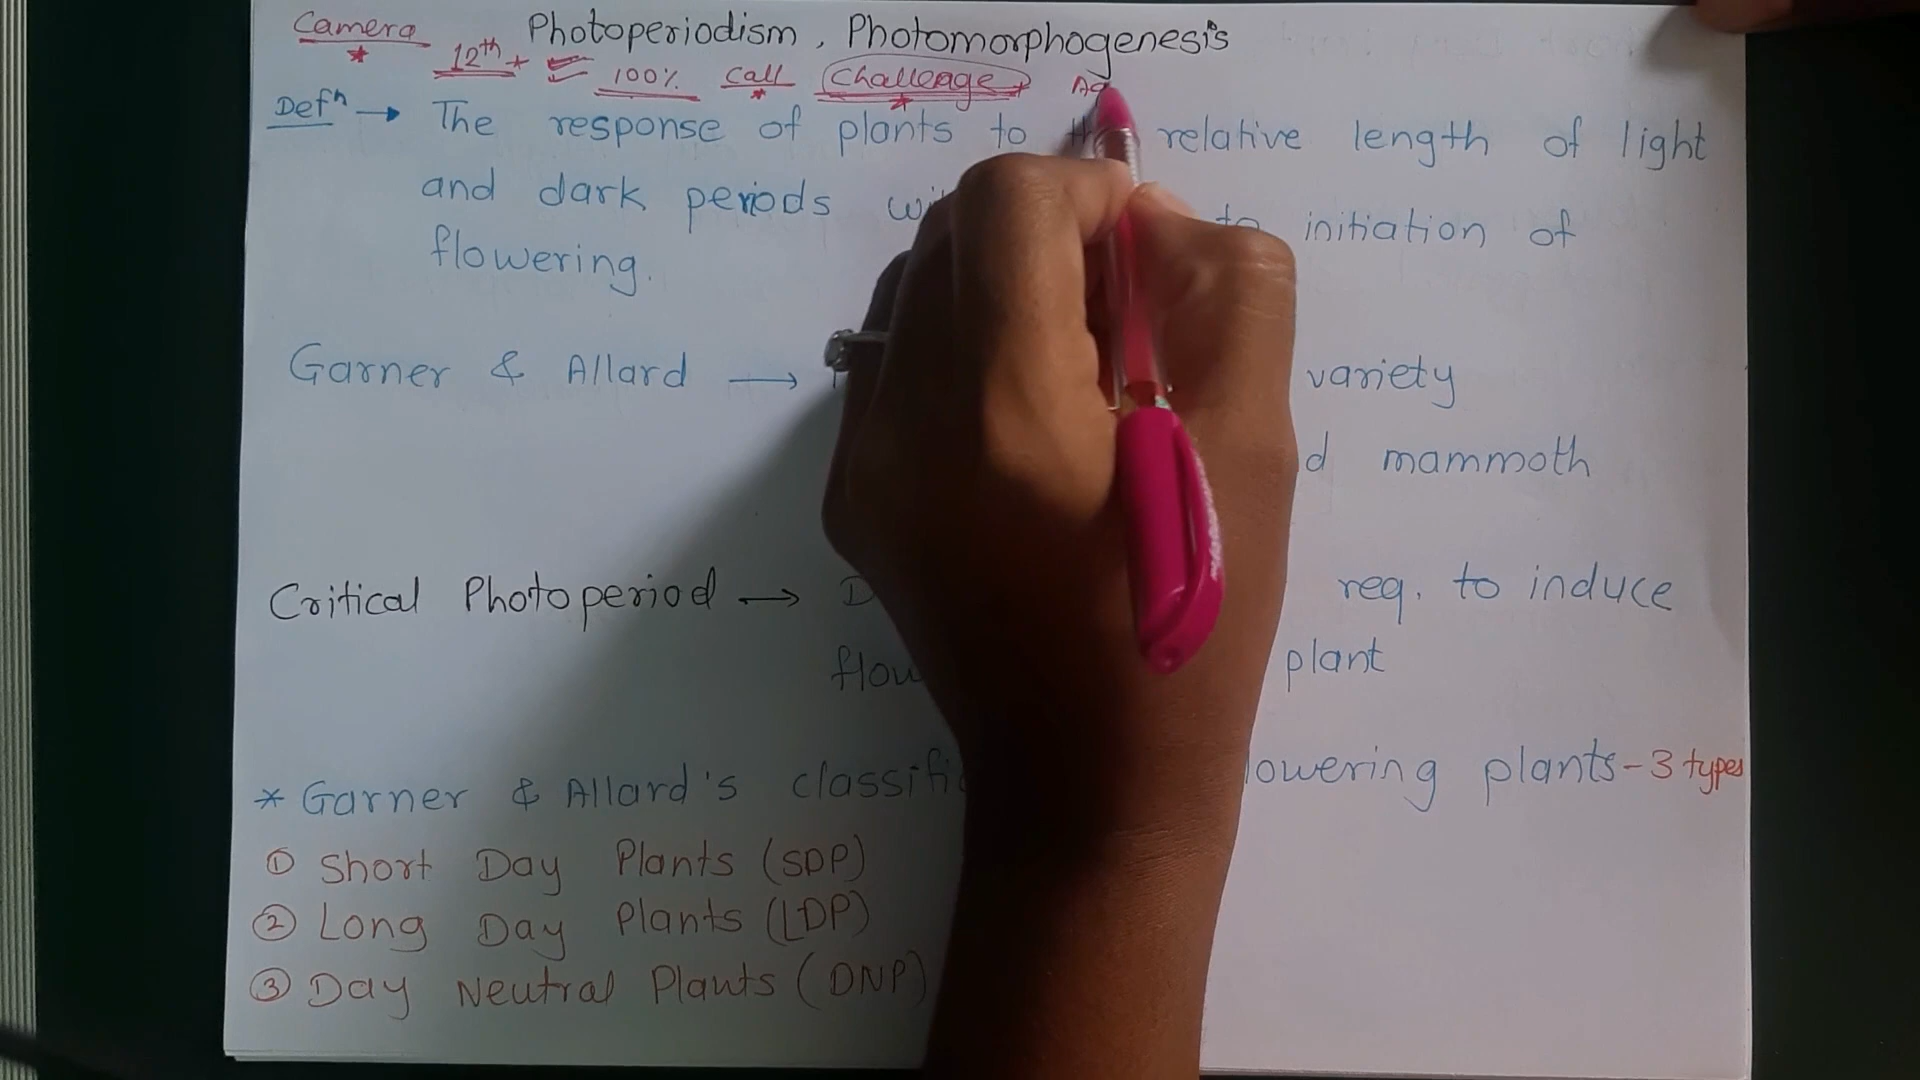 Camera Photoperiodism, Photomorphogenesis
12th 100% Call Challenge
Defn → The response of plants to relative length of light
and dark periods to initiation of
flowering.
Garner & Allard → variety
mammoth
Critical Photoperiod → req. to induce
plant
* Garner & Allard's plants - 3 types
① Short Day Plants (SDP)
② Long Day Plants (LDP)
③ Day Neutral Plants (DNP)